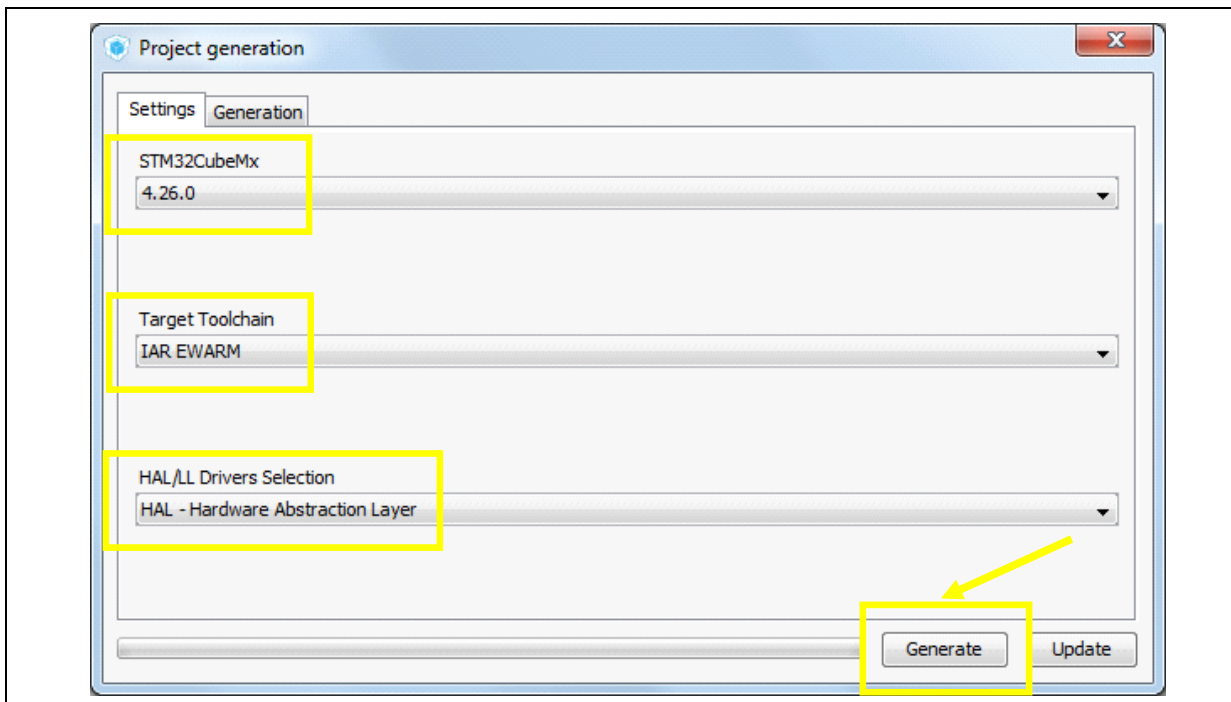 Project generation
Settings Generation
STM32CubeMx
4.26.0
Target Toolchain
IAR EWARM
HAL/LL Drivers Selection
HAL - Hardware Abstraction Layer
Generate Update